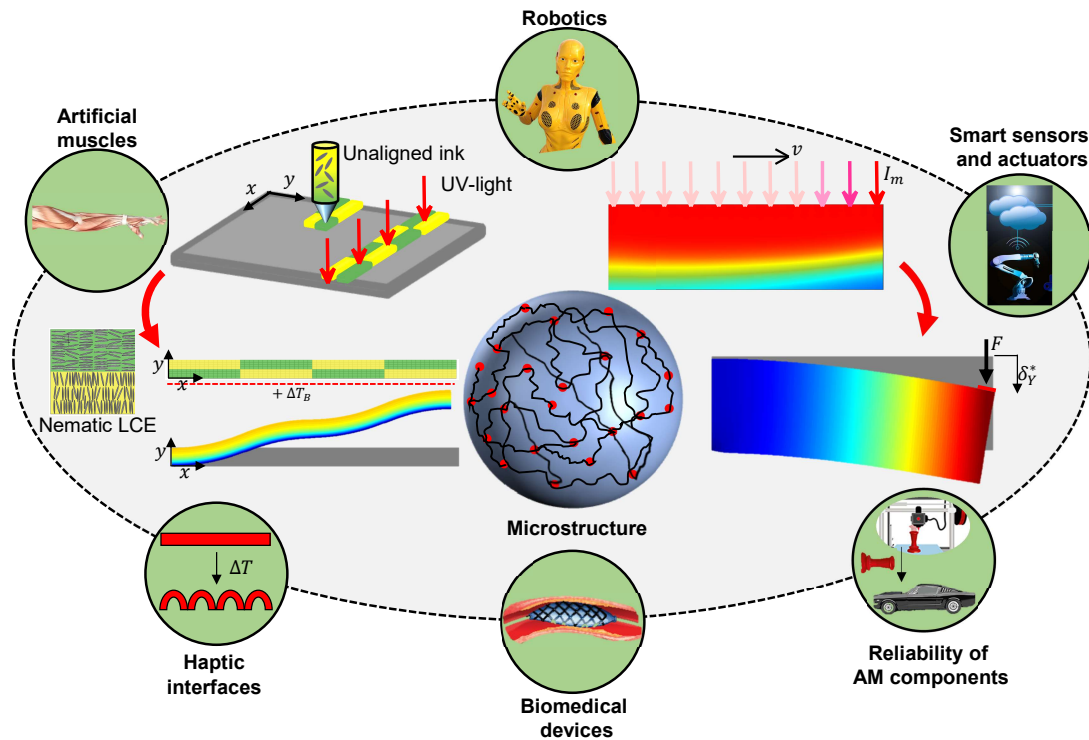 Robotics
Artificial
muscles
Smart sensors
and actuators
Unaligned ink
UV-light
x
y
v
I_m
F
δ_Y^*
y
x
+ ΔT_B
Nematic LCE
y
x
Microstructure
ΔT
Haptic
interfaces
Biomedical
devices
Reliability of
AM components